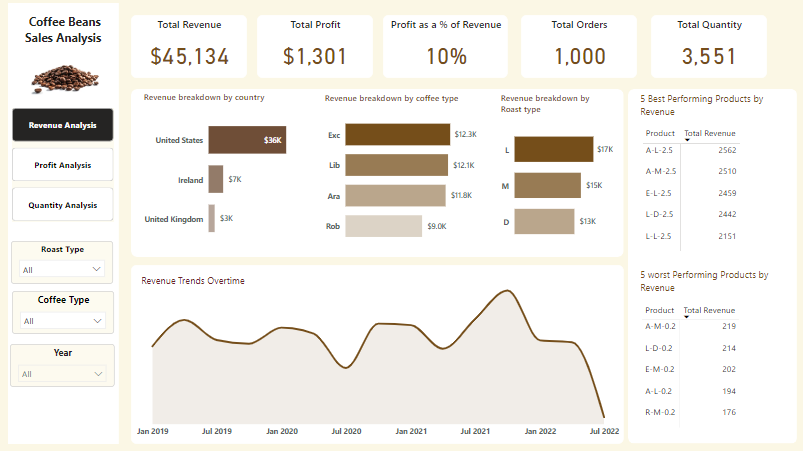 Coffee Beans
Sales Analysis
Revenue Analysis
Profit Analysis
Quantity Analysis
Roast Type
All
Coffee Type
All
Year
All
Total Revenue
$45,134
Total Profit
$1,301
Profit as a % of Revenue
10%
Total Orders
1,000
Total Quantity
3,551
Revenue breakdown by country
United States $36K
Ireland $7K
United Kingdom $3K
Revenue breakdown by coffee type
Exc $12.3K
Lib $12.1K
Ara $11.8K
Rob $9.0K
Revenue breakdown by
Roast type
L $17K
M $15K
D $13K
5 Best Performing Products by
Revenue
Product Total Revenue
A-L-2.5 2562
A-M-2.5 2510
E-L-2.5 2459
L-D-2.5 2442
L-L-2.5 2151
Revenue Trends Overtime
Jan 2019 Jul 2019 Jan 2020 Jul 2020 Jan 2021 Jul 2021 Jan 2022 Jul 2022
5 worst Performing Products by
Revenue
Product Total Revenue
A-M-0.2 219
L-D-0.2 214
E-M-0.2 202
A-L-0.2 194
R-M-0.2 176